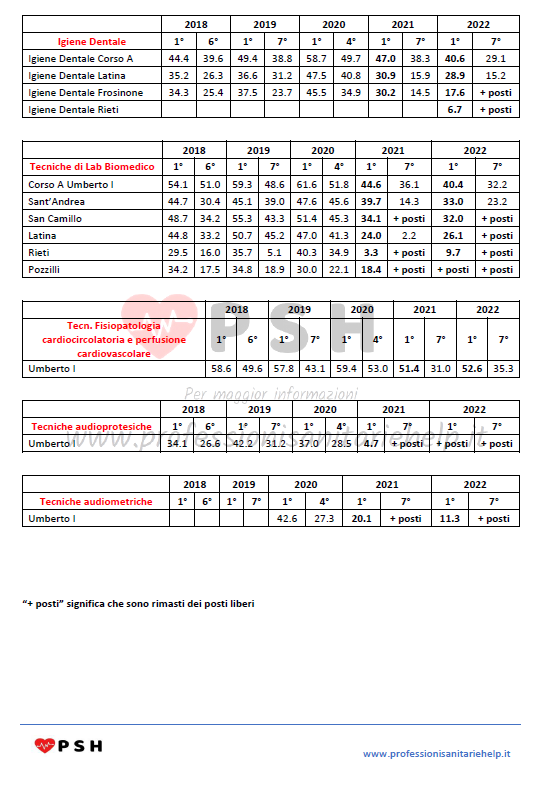 2018 2019 2020 2021 2022
Igiene Dentale 1° 6° 1° 7° 1° 4° 1° 7° 1° 7°
Igiene Dentale Corso A 44.4 39.6 49.4 38.8 58.7 49.7 47.0 38.3 40.6 29.1
Igiene Dentale Latina 35.2 26.3 36.6 31.2 47.5 40.8 30.9 15.9 28.9 15.2
Igiene Dentale Frosinone 34.3 25.4 37.5 23.7 45.5 34.9 30.2 14.5 17.6 + posti
Igiene Dentale Rieti 6.7 + posti
2018 2019 2020 2021 2022
Tecniche di Lab Biomedico 1° 6° 1° 7° 1° 4° 1° 7° 1° 7°
Corso A Umberto I 54.1 51.0 59.3 48.6 61.6 51.8 44.6 36.1 40.4 32.2
Sant’Andrea 44.7 30.4 45.1 39.0 47.6 45.6 39.7 14.3 33.0 23.2
San Camillo 48.7 34.2 55.3 43.3 51.4 45.3 34.1 + posti 32.0 + posti
Latina 44.8 33.2 50.7 45.2 47.0 41.3 24.0 2.2 26.1 + posti
Rieti 29.5 16.0 35.7 5.1 40.3 34.9 3.3 + posti 9.7 + posti
Pozzilli 34.2 17.5 34.8 18.9 30.0 22.1 18.4 + posti + posti + posti
PSH
2018 2019 2020 2021 2022
Tecn. Fisiopatologia
cardiocircolatoria e perfusione
cardiovascolare
1° 6° 1° 7° 1° 4° 1° 7° 1° 7°
Umberto I 58.6 49.6 57.8 43.1 59.4 53.0 51.4 31.0 52.6 35.3
Per maggior informazioni
2018 2019 2020 2021 2022
Tecniche audioprotesiche 1° 6° 1° 7° 1° 4° 1° 7° 1° 7°
www.professionisanitariehelp.it
Umberto I 34.1 26.6 42.2 31.2 37.0 28.5 4.7 + posti + posti + posti
2018 2019 2020 2021 2022
Tecniche audiometriche 1° 6° 1° 7° 1° 4° 1° 7° 1° 7°
Umberto I 42.6 27.3 20.1 + posti 11.3 + posti
“+ posti” significa che sono rimasti dei posti liberi
PSH
www.professionisanitariehelp.it